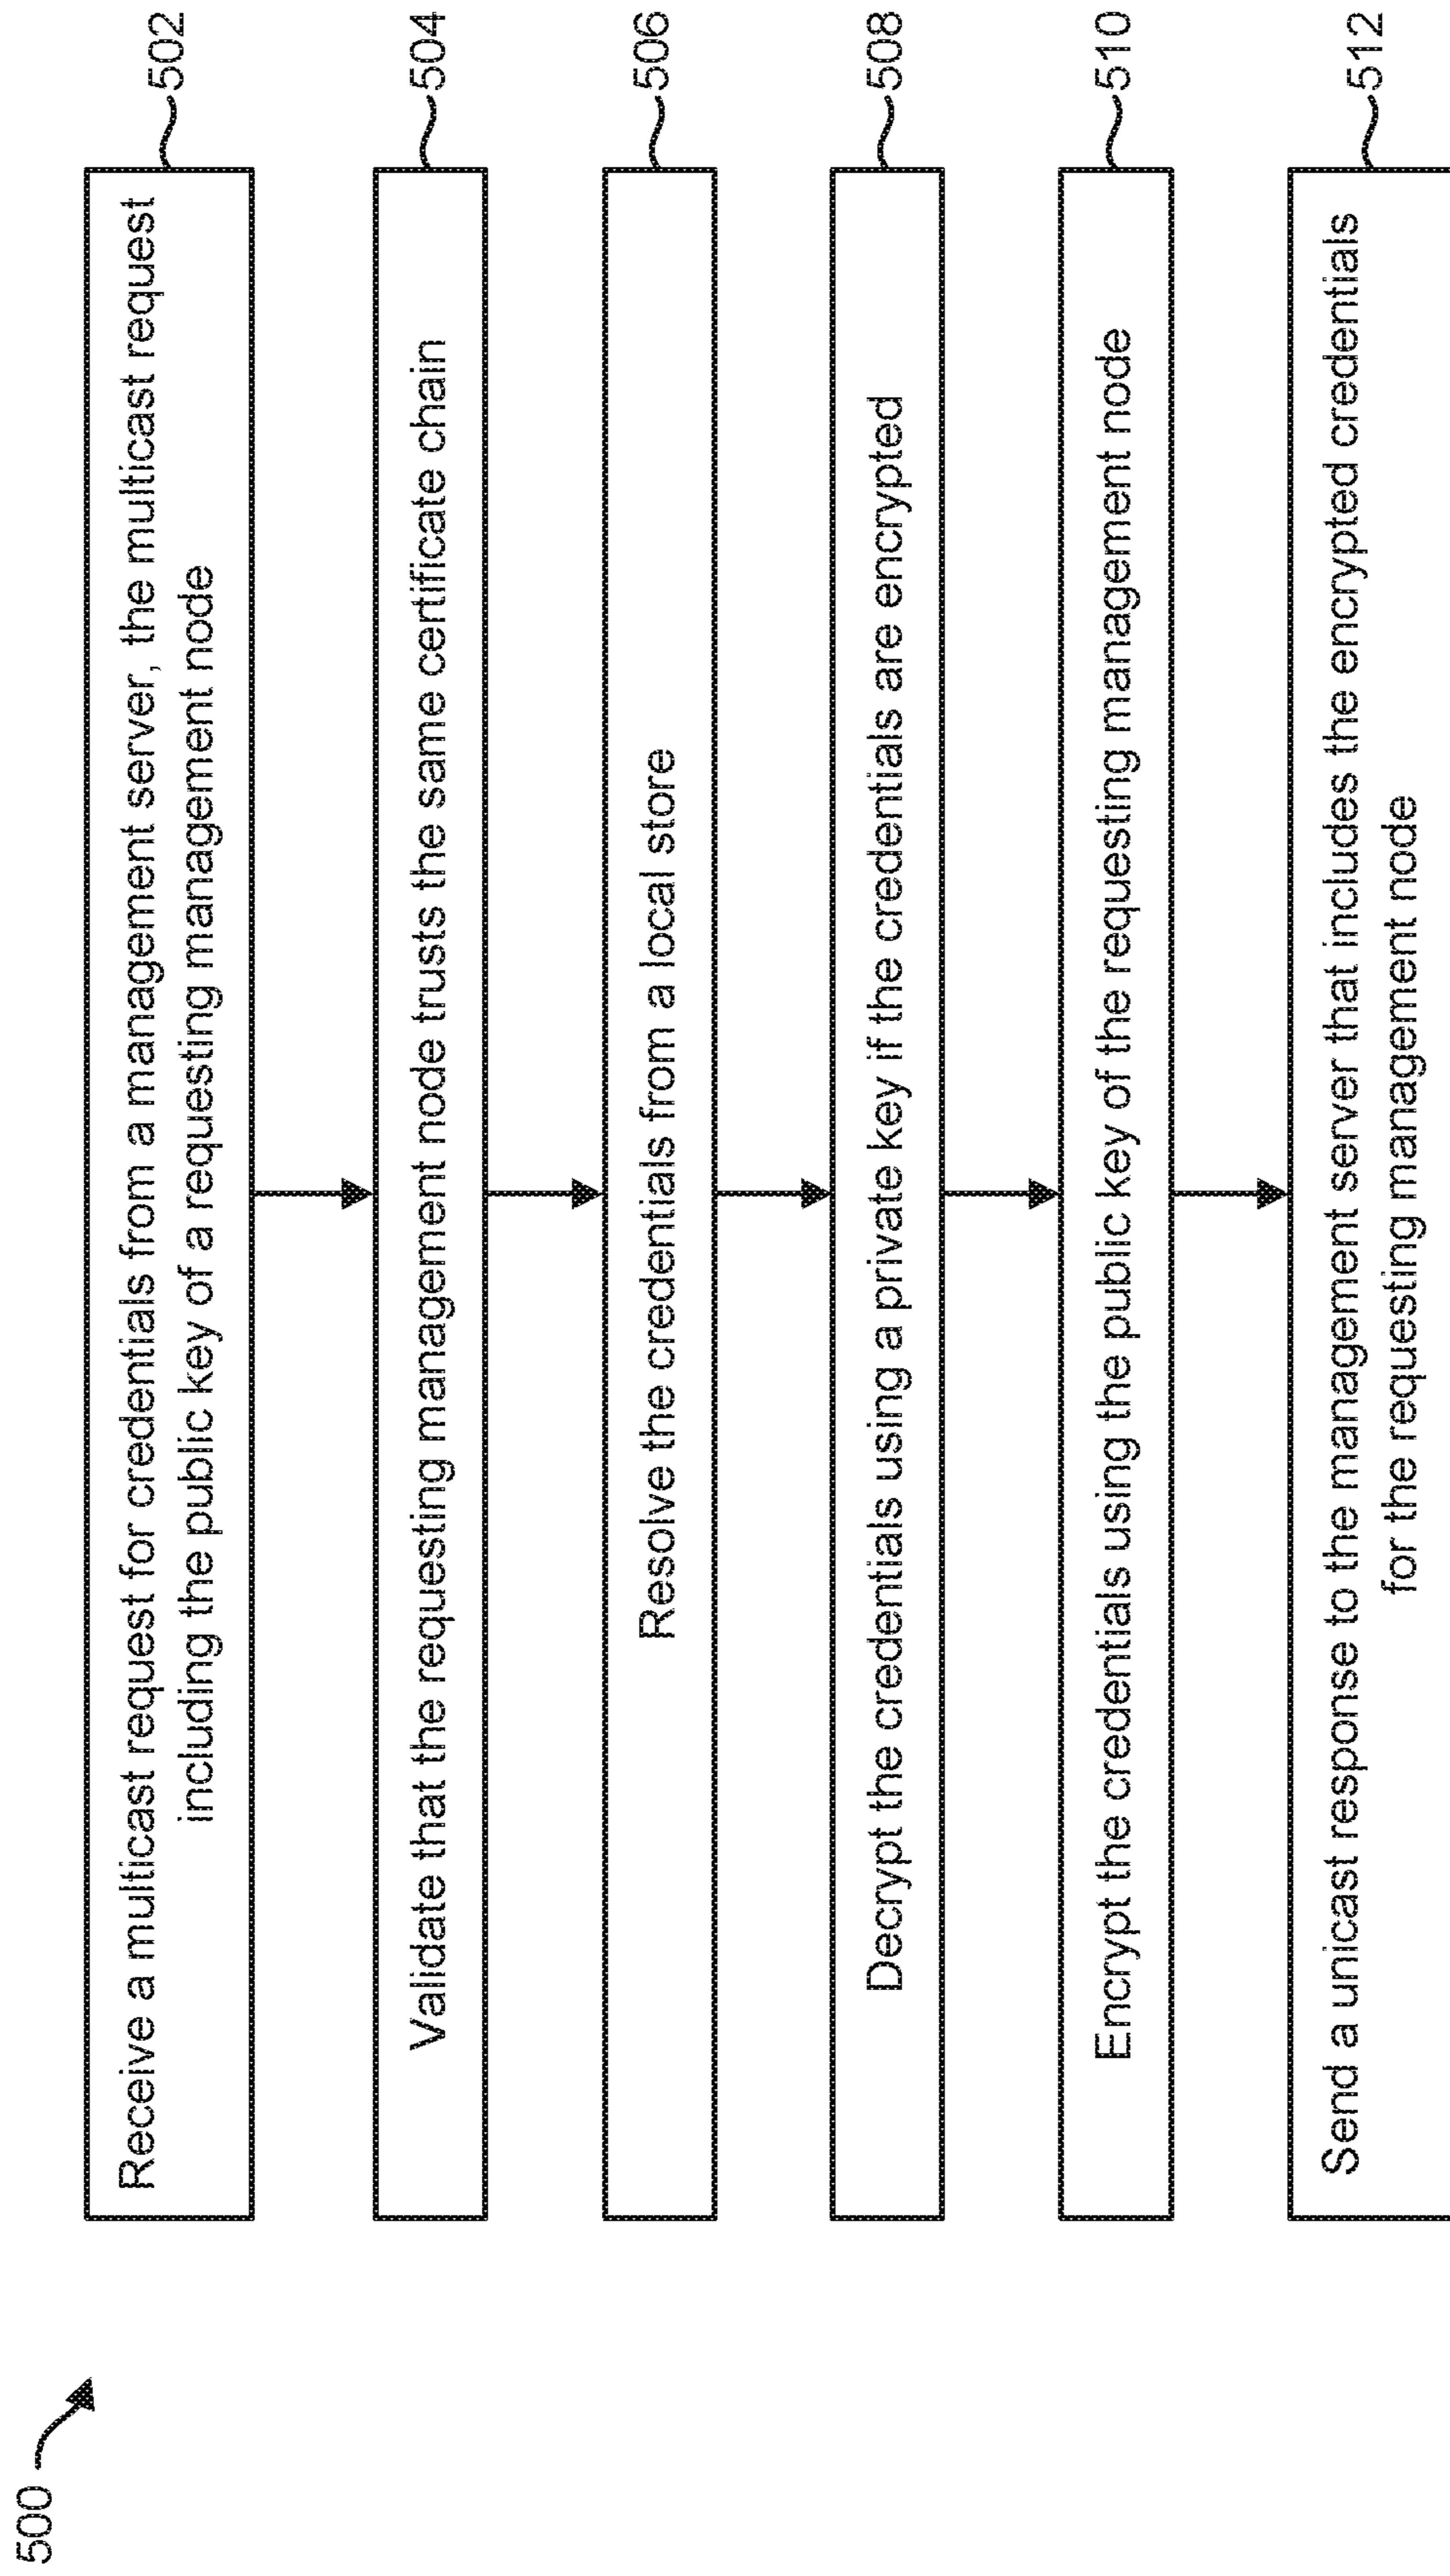 500
Receive a multicast request for credentials from a management server, the multicast request
including the public key of a requesting management node
502
Validate that the requesting management node trusts the same certificate chain
504
Resolve the credentials from a local store
506
Decrypt the credentials using a private key if the credentials are encrypted
508
Encrypt the credentials using the public key of the requesting management node
510
Send a unicast response to the management server that includes the encrypted credentials
for the requesting management node
512